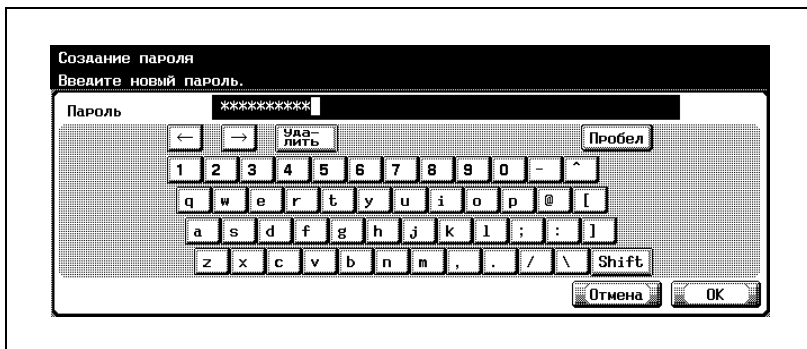 Создание пароля
Введите новый пароль.
Пароль **********
← → Уда-
лить Пробел
1 2 3 4 5 6 7 8 9 0 - ^
q w e r t y u i o p @ [
a s d f g h j k l ; : ]
z x c v b n m , . / \ Shift
Отмена OK